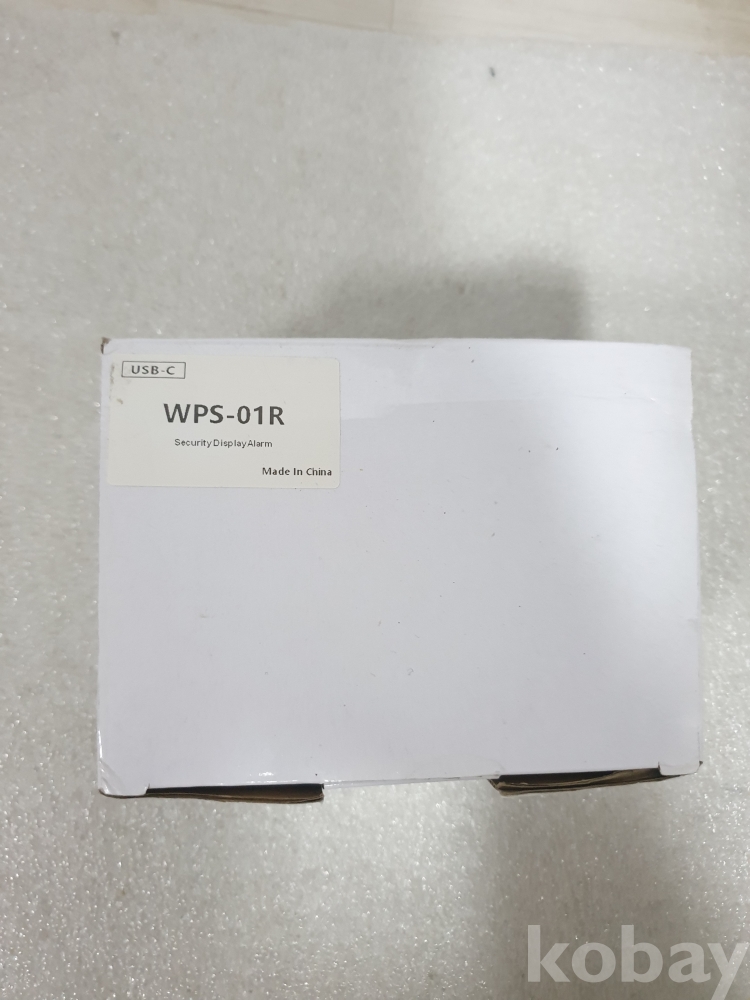 USB-C
WPS-01R
Security Display Alarm
Made In China
kobay